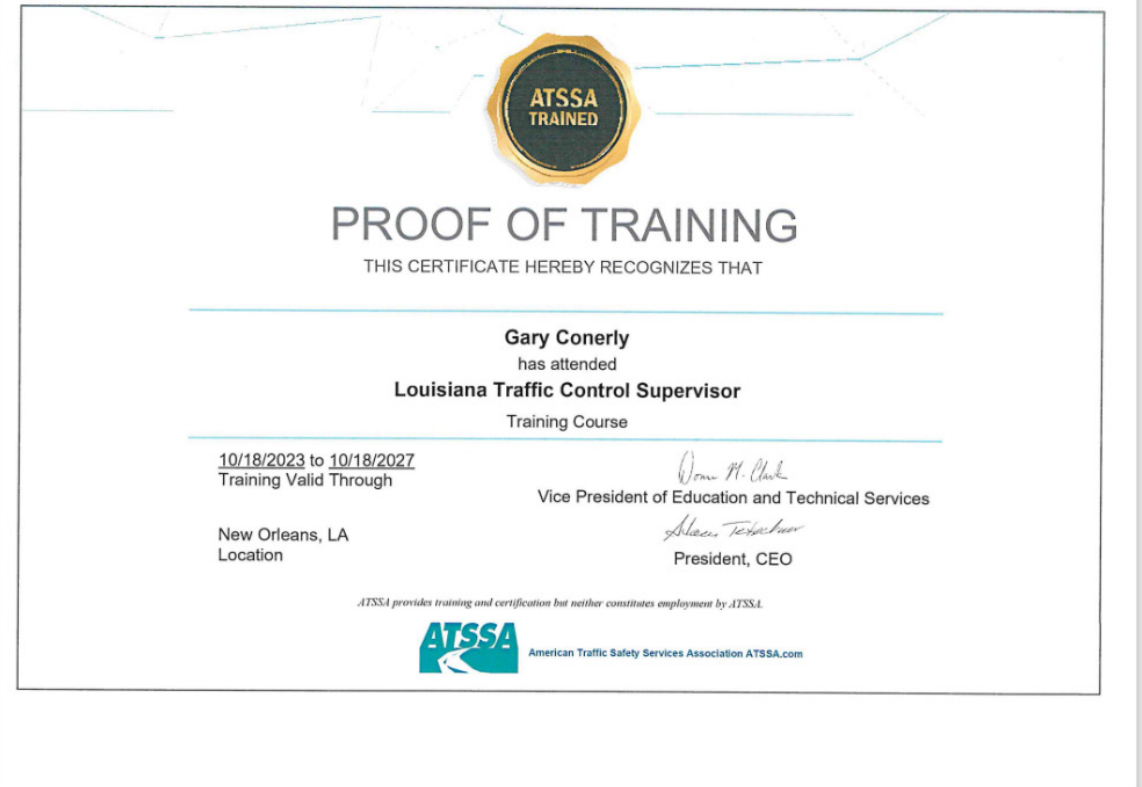 ATSSA
TRAINED
PROOF OF TRAINING
THIS CERTIFICATE HEREBY RECOGNIZES THAT
Gary Conerly
has attended
Louisiana Traffic Control Supervisor
Training Course
10/18/2023 to 10/18/2027
Training Valid Through
Donna M. Clark
Vice President of Education and Technical Services
New Orleans, LA
Location
President, CEO
ATSSA provides training and certification but neither constitutes employment by ATSSA.
ATSSA
American Traffic Safety Services Association ATSSA.com